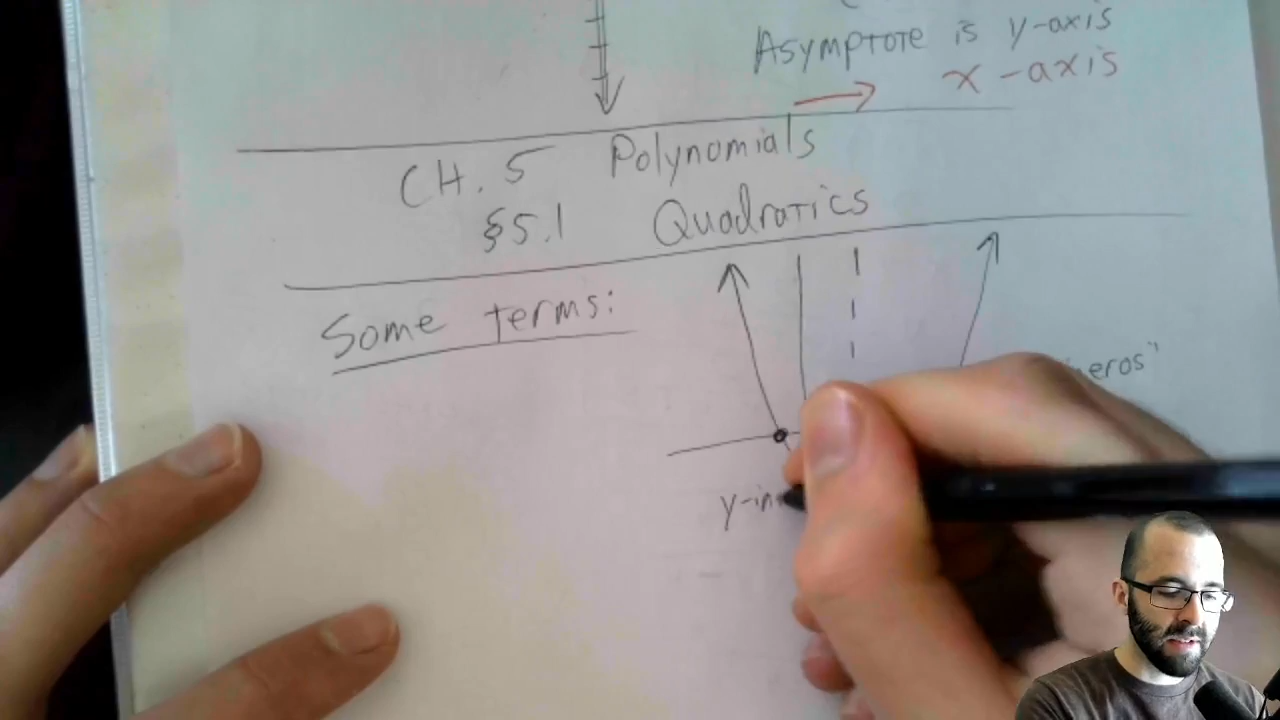 Asymptote is y-axis
x-axis
CH. 5 Polynomials
§5.1 Quadratics
Some terms: